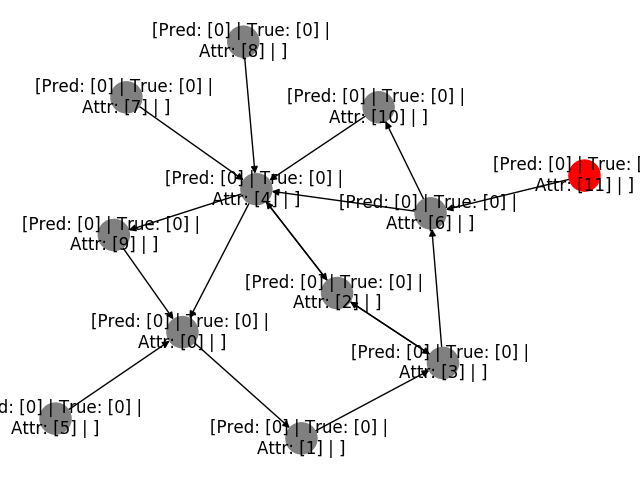 [Pred: [0] | True: [0] |
Attr: [8] | ]
[Pred: [0] | True: [0] |
Attr: [7] | ]
[Pred: [0] | True: [0] |
Attr: [10] | ]
[Pred: [0] | True: [
Attr: [11] | ]
[Pred: [0] | True: [0] |
Attr: [4] | ]
[Pred: [0] | True: [0] |
Attr: [6] | ]
[Pred: [0] | True: [0] |
Attr: [9] | ]
[Pred: [0] | True: [0] |
Attr: [2] | ]
[Pred: [0] | True: [0] |
Attr: [0] | ]
[Pred: [0] | True: [0] |
Attr: [3] | ]
d: [0] | True: [0] |
Attr: [5] | ]
[Pred: [0] | True: [0] |
Attr: [1] | ]